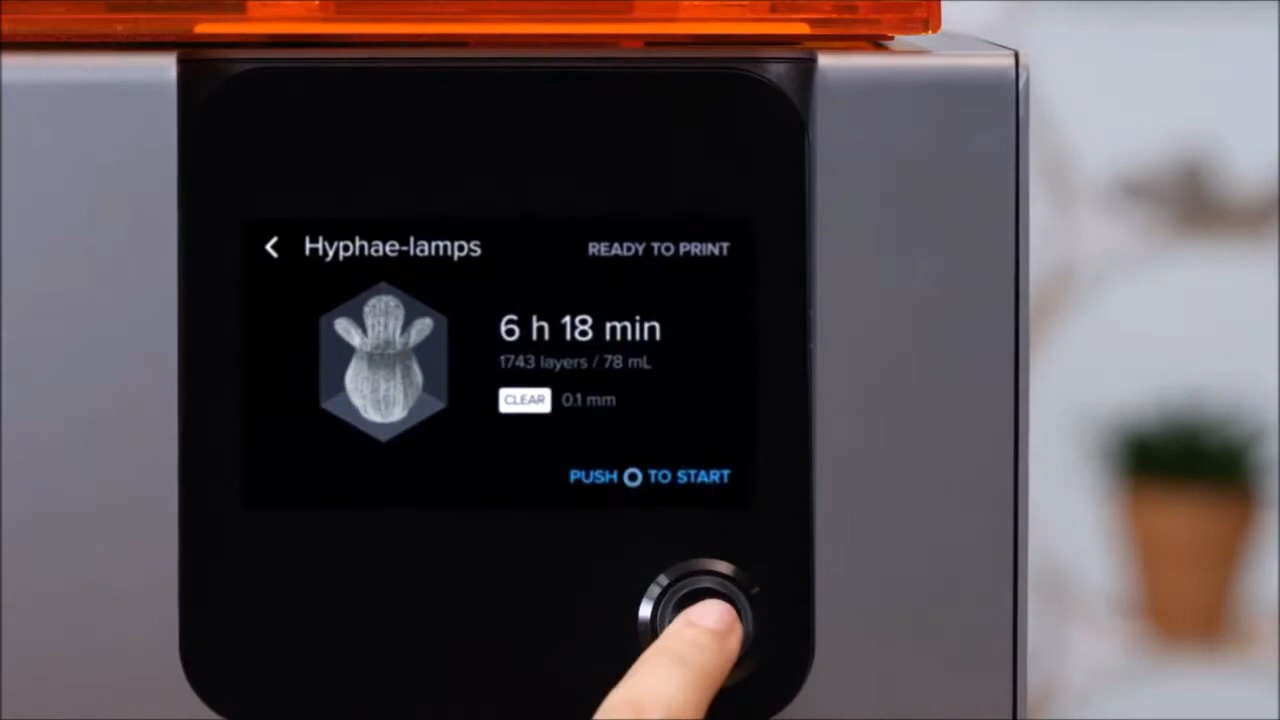 Hyphae-lamps
READY TO PRINT
6 h 18 min
1743 layers / 78 mL
CLEAR 0.1 mm
PUSH TO START